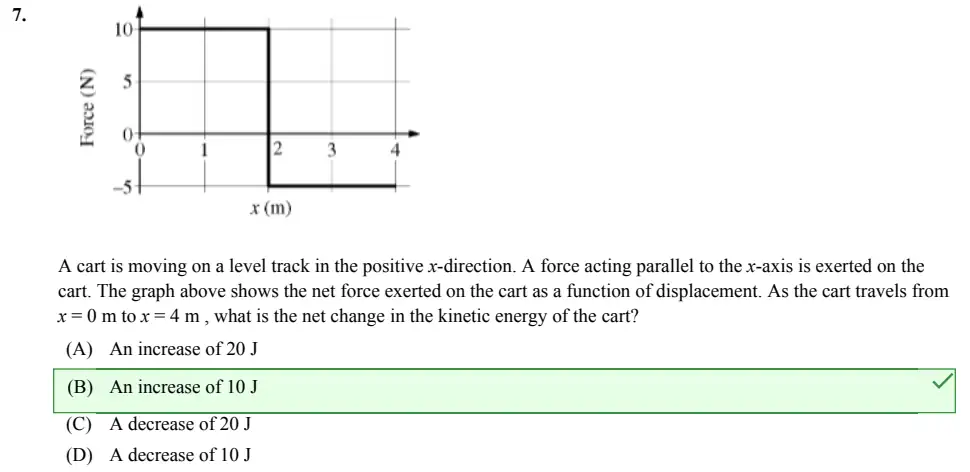 7.
10
5
0
−5
Force (N)
0 1 2 3 4
x (m)
A cart is moving on a level track in the positive x-direction. A force acting parallel to the x-axis is exerted on the
cart. The graph above shows the net force exerted on the cart as a function of displacement. As the cart travels from
x = 0 m to x = 4 m , what is the net change in the kinetic energy of the cart?
(A) An increase of 20 J
(B) An increase of 10 J
(C) A decrease of 20 J
(D) A decrease of 10 J